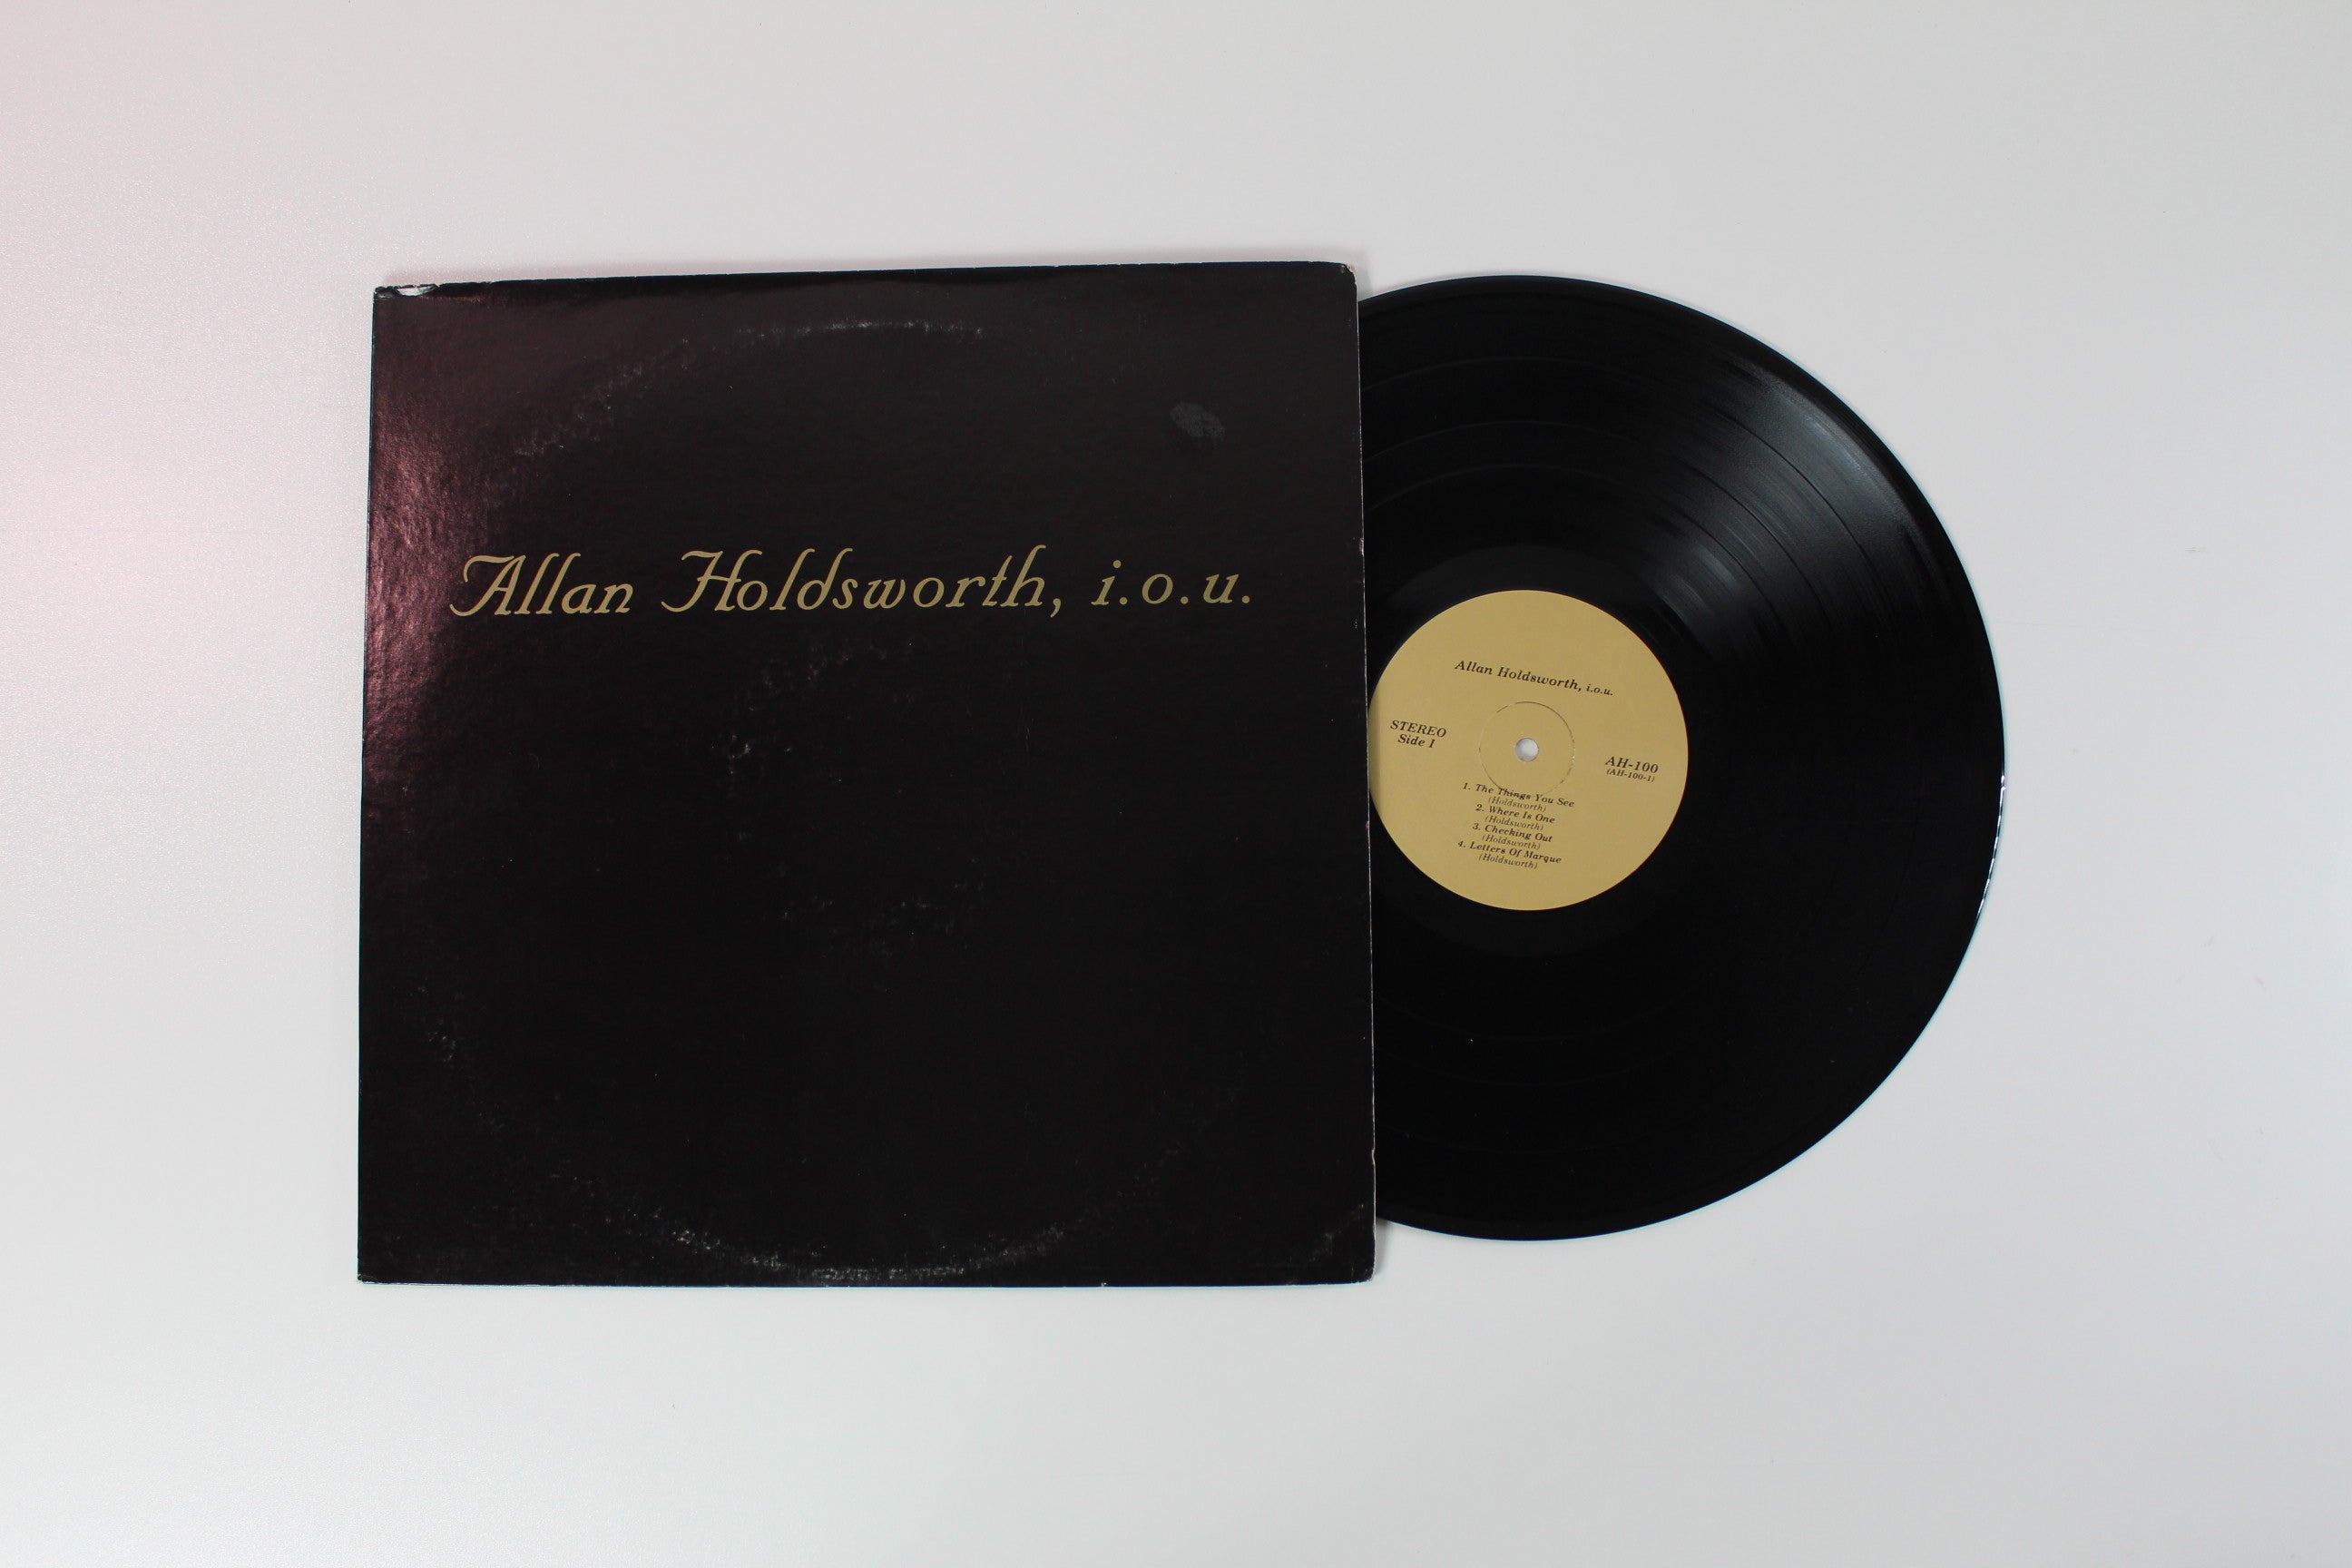 Allan Holdsworth, i.o.u.
Allan Holdsworth, i.o.u.
STEREO
Side 1
AH-100
(AH-100-1)
1. The Things You See
(Holdsworth)
2. Where Is One
(Holdsworth)
3. Checking Out
(Holdsworth)
4. Letters Of Marque
(Holdsworth)